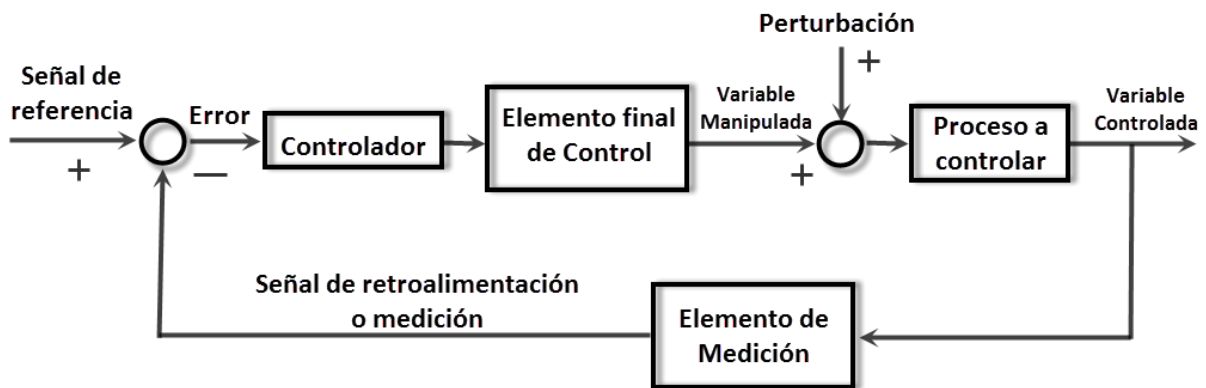 Perturbación
+
Señal de
referencia
+
Error
−
Controlador
Elemento final
de Control
Variable
Manipulada
+
Proceso a
controlar
Variable
Controlada
Señal de retroalimentación
o medición
Elemento de
Medición